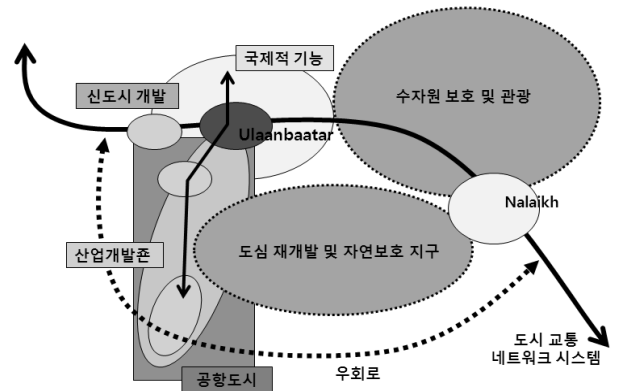 국제적 기능
신도시 개발
수자원 보호 및 관광
Ulaanbaatar
Nalaikh
산업개발죤
도심 재개발 및 자연보호 지구
도시 교통
네트워크 시스템
우회로
공항도시